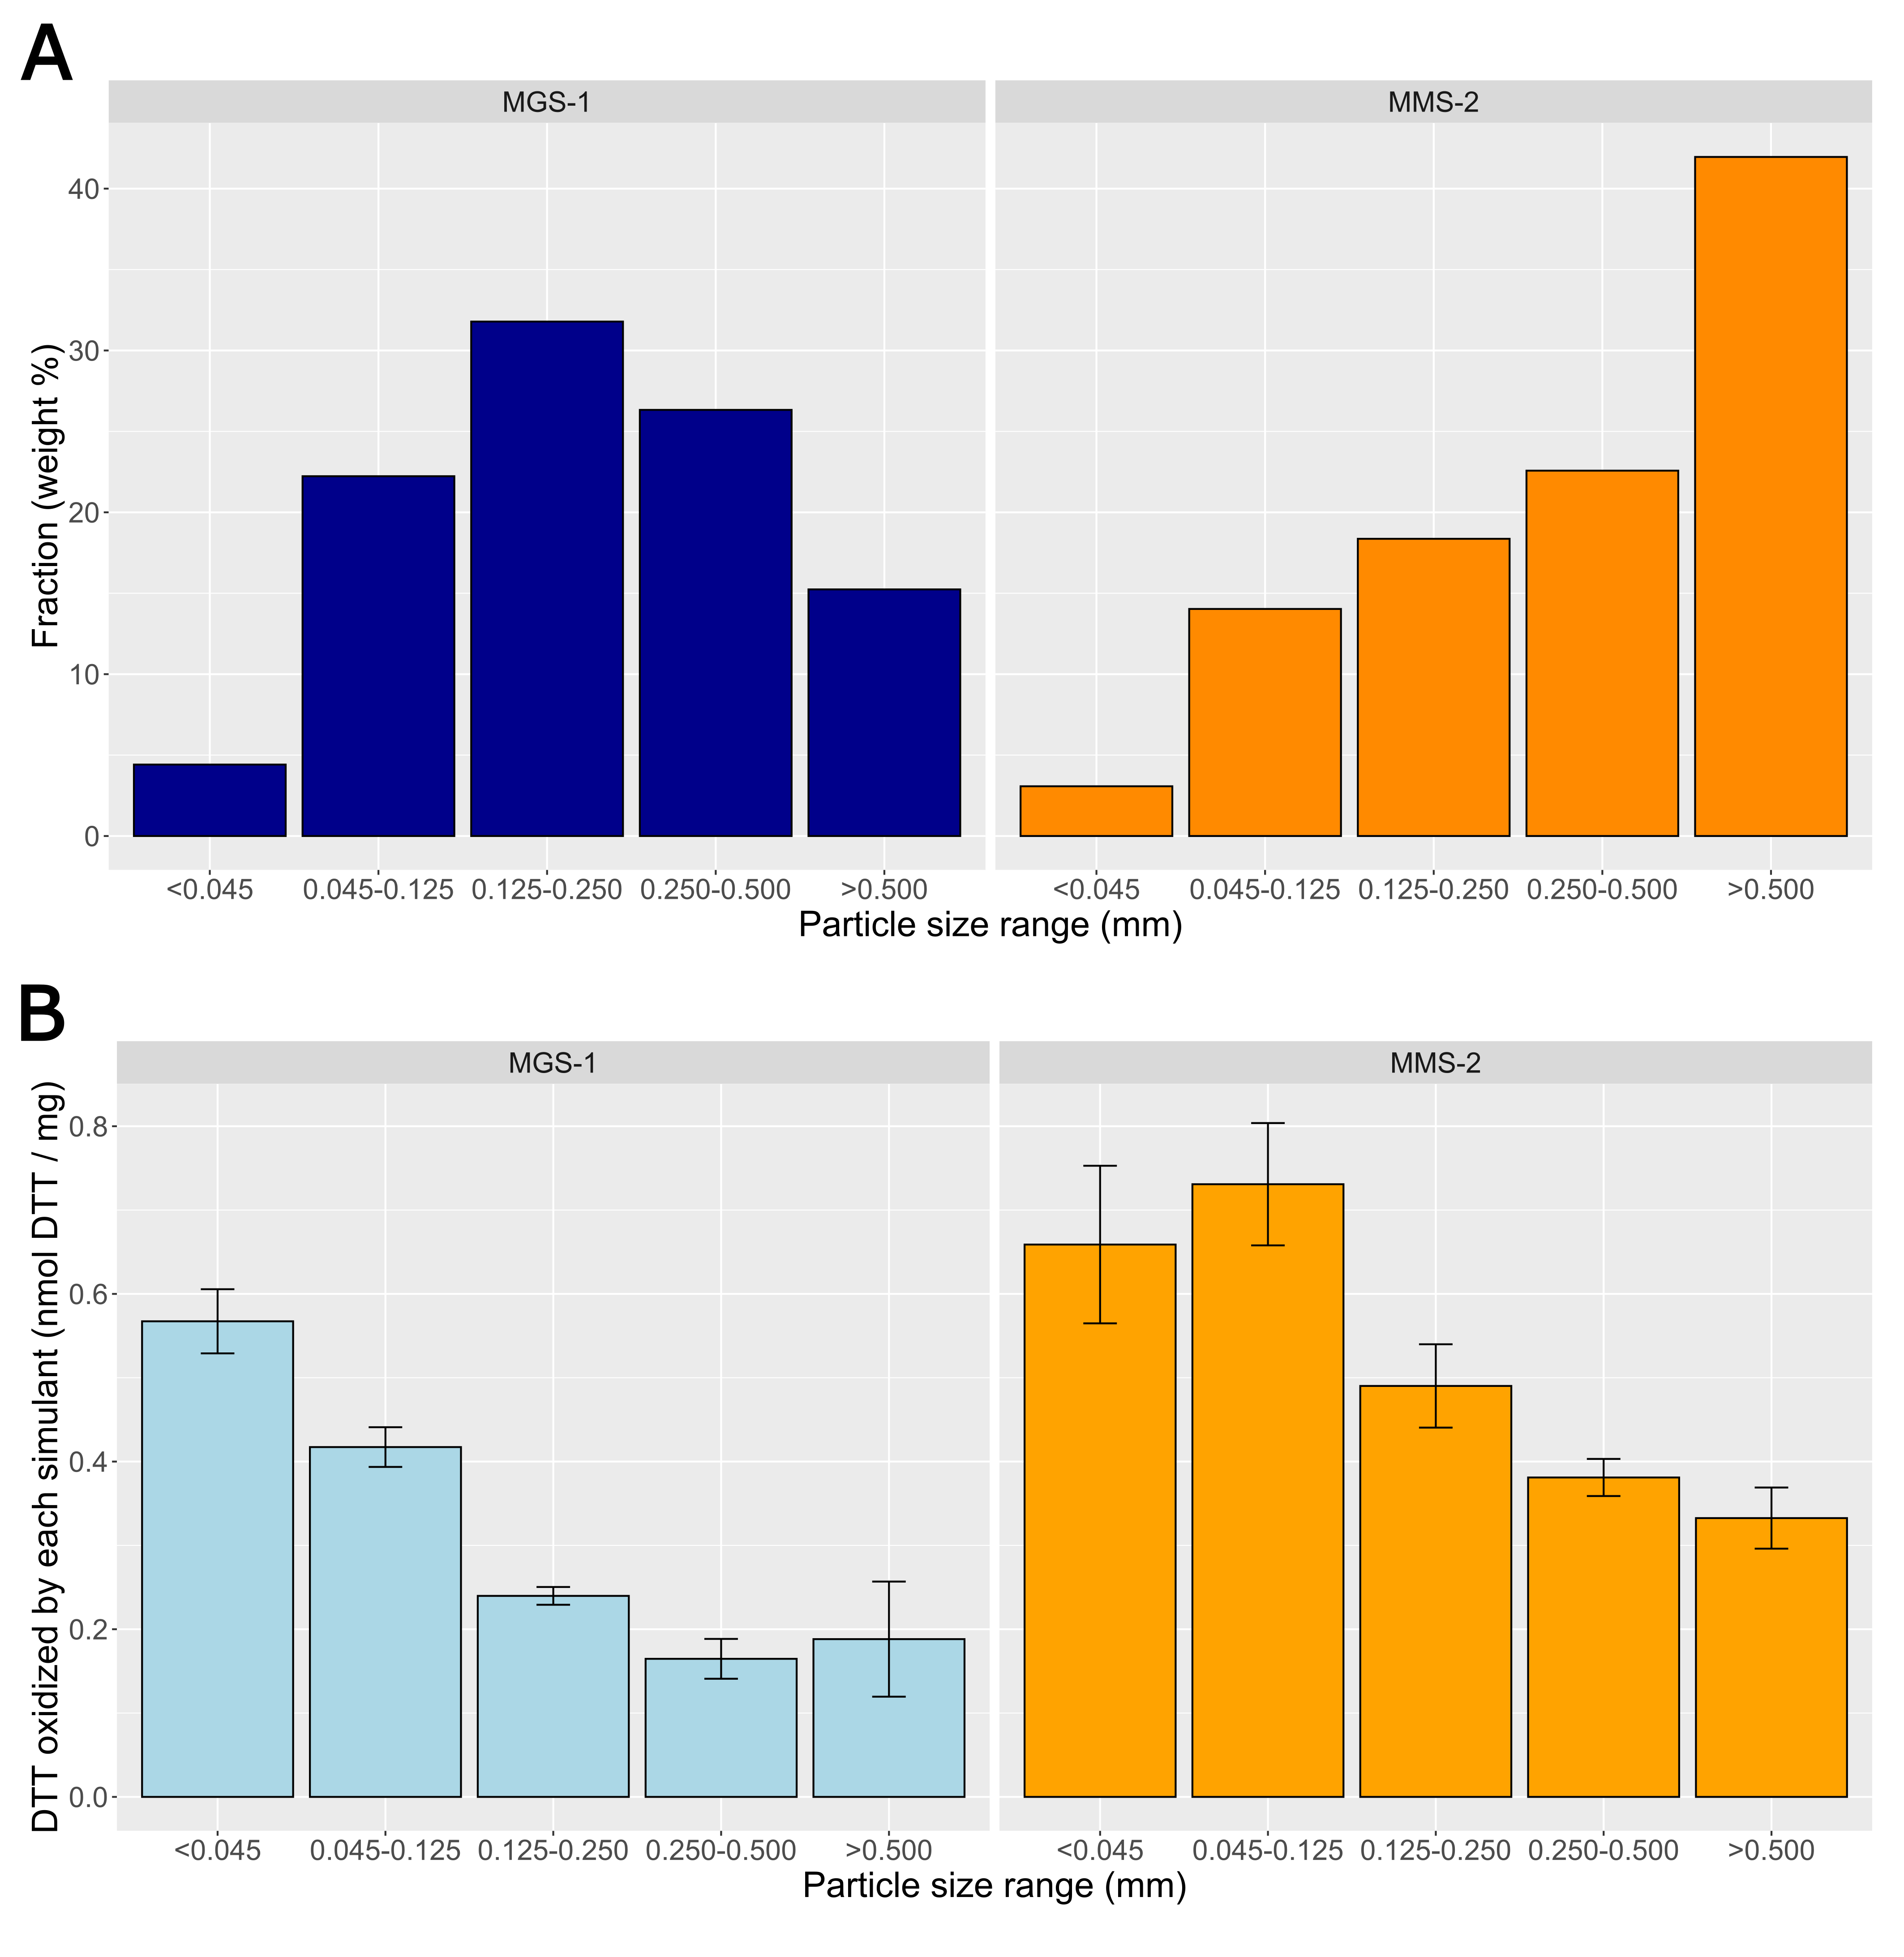 A
MGS-1 MMS-2
Fraction (weight %)
40
30
20
10
0
<0.045 0.045-0.125 0.125-0.250 0.250-0.500 >0.500 <0.045 0.045-0.125 0.125-0.250 0.250-0.500 >0.500
Particle size range (mm)
B
MGS-1 MMS-2
DTT oxidized by each simulant (nmol DTT / mg)
0.8
0.6
0.4
0.2
0.0
<0.045 0.045-0.125 0.125-0.250 0.250-0.500 >0.500 <0.045 0.045-0.125 0.125-0.250 0.250-0.500 >0.500
Particle size range (mm)